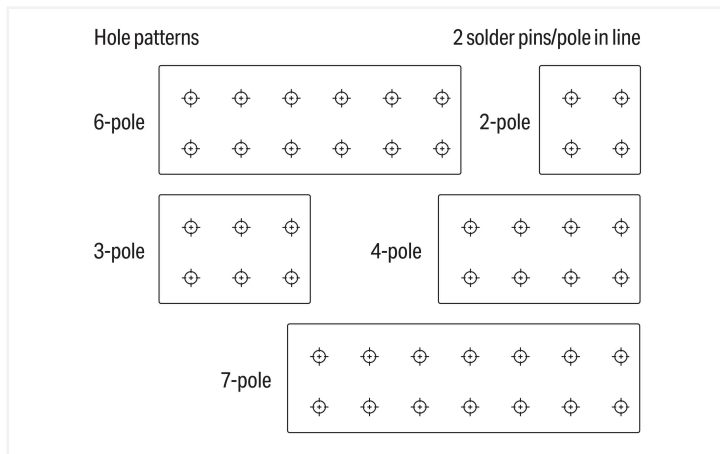 Hole patterns
2 solder pins/pole in line
6-pole
2-pole
3-pole
4-pole
7-pole